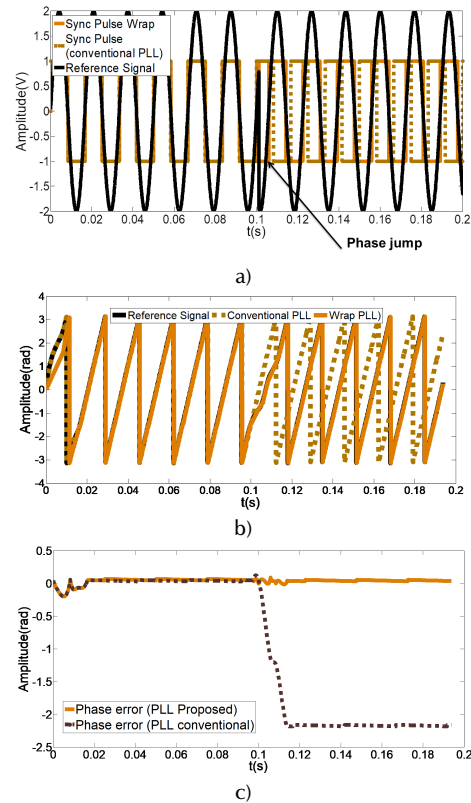 a)
2
1.5
1
0.5
0
-0.5
-1
-1.5
-2
Amplitude(V)
Sync Pulse Wrap
Sync Pulse
(conventional PLL)
Reference Signal
0 0.02 0.04 0.06 0.08 0.1 0.12 0.14 0.16 0.18 0.2
t(s)
Phase jump
a)
4
3
2
1
0
-1
-2
-3
-4
Amplitude(rad)
Reference Signal Conventional PLL Wrap PLL)
0 0.02 0.04 0.06 0.08 0.1 0.12 0.14 0.16 0.18 0.2
t(s)
b)
0.5
0
-0.5
-1
-1.5
-2
-2.5
Amplitude(rad)
Phase error (PLL Proposed)
Phase error (PLL conventional)
0 0.02 0.04 0.06 0.08 0.1 0.12 0.14 0.16 0.18 0.2
t(s)
c)